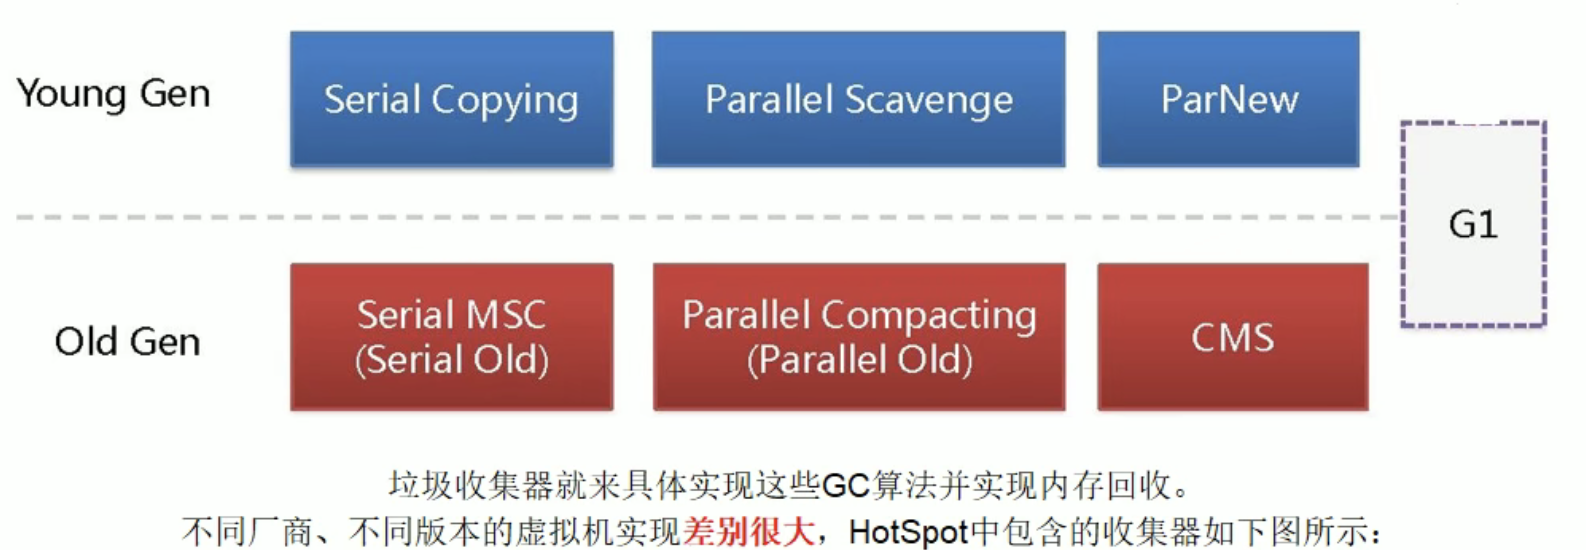 Young Gen
Serial Copying
Parallel Scavenge
ParNew
G1
Old Gen
Serial MSC
(Serial Old)
Parallel Compacting
(Parallel Old)
CMS
垃圾收集器就来具体实现这些GC算法并实现内存回收。
不同厂商、不同版本的虚拟机实现差别很大，HotSpot中包含的收集器如下图所示：